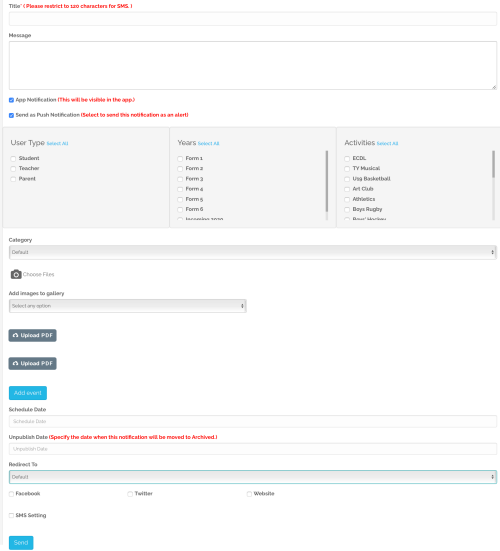 Title* ( Please restrict to 120 characters for SMS. )
Message
App Notification (This will be visible in the app.)
Send as Push Notification (Select to send this notification as an alert)
User Type Select All
Student
Teacher
Parent
Years Select All
Form 1
Form 2
Form 3
Form 4
Form 5
Form 6
Incoming 2020
Activities Select All
ECDL
TY Musical
U19 Basketball
Art Club
Athletics
Boys Rugby
Boys' Hockey
Category
Default
Choose Files
Add images to gallery
Select any option
Upload PDF
Upload PDF
Add event
Schedule Date
Schedule Date
Unpublish Date (Specify the date when this notification will be moved to Archived.)
Unpublish Date
Redirect To
Default
Facebook Twitter Website
SMS Setting
Send